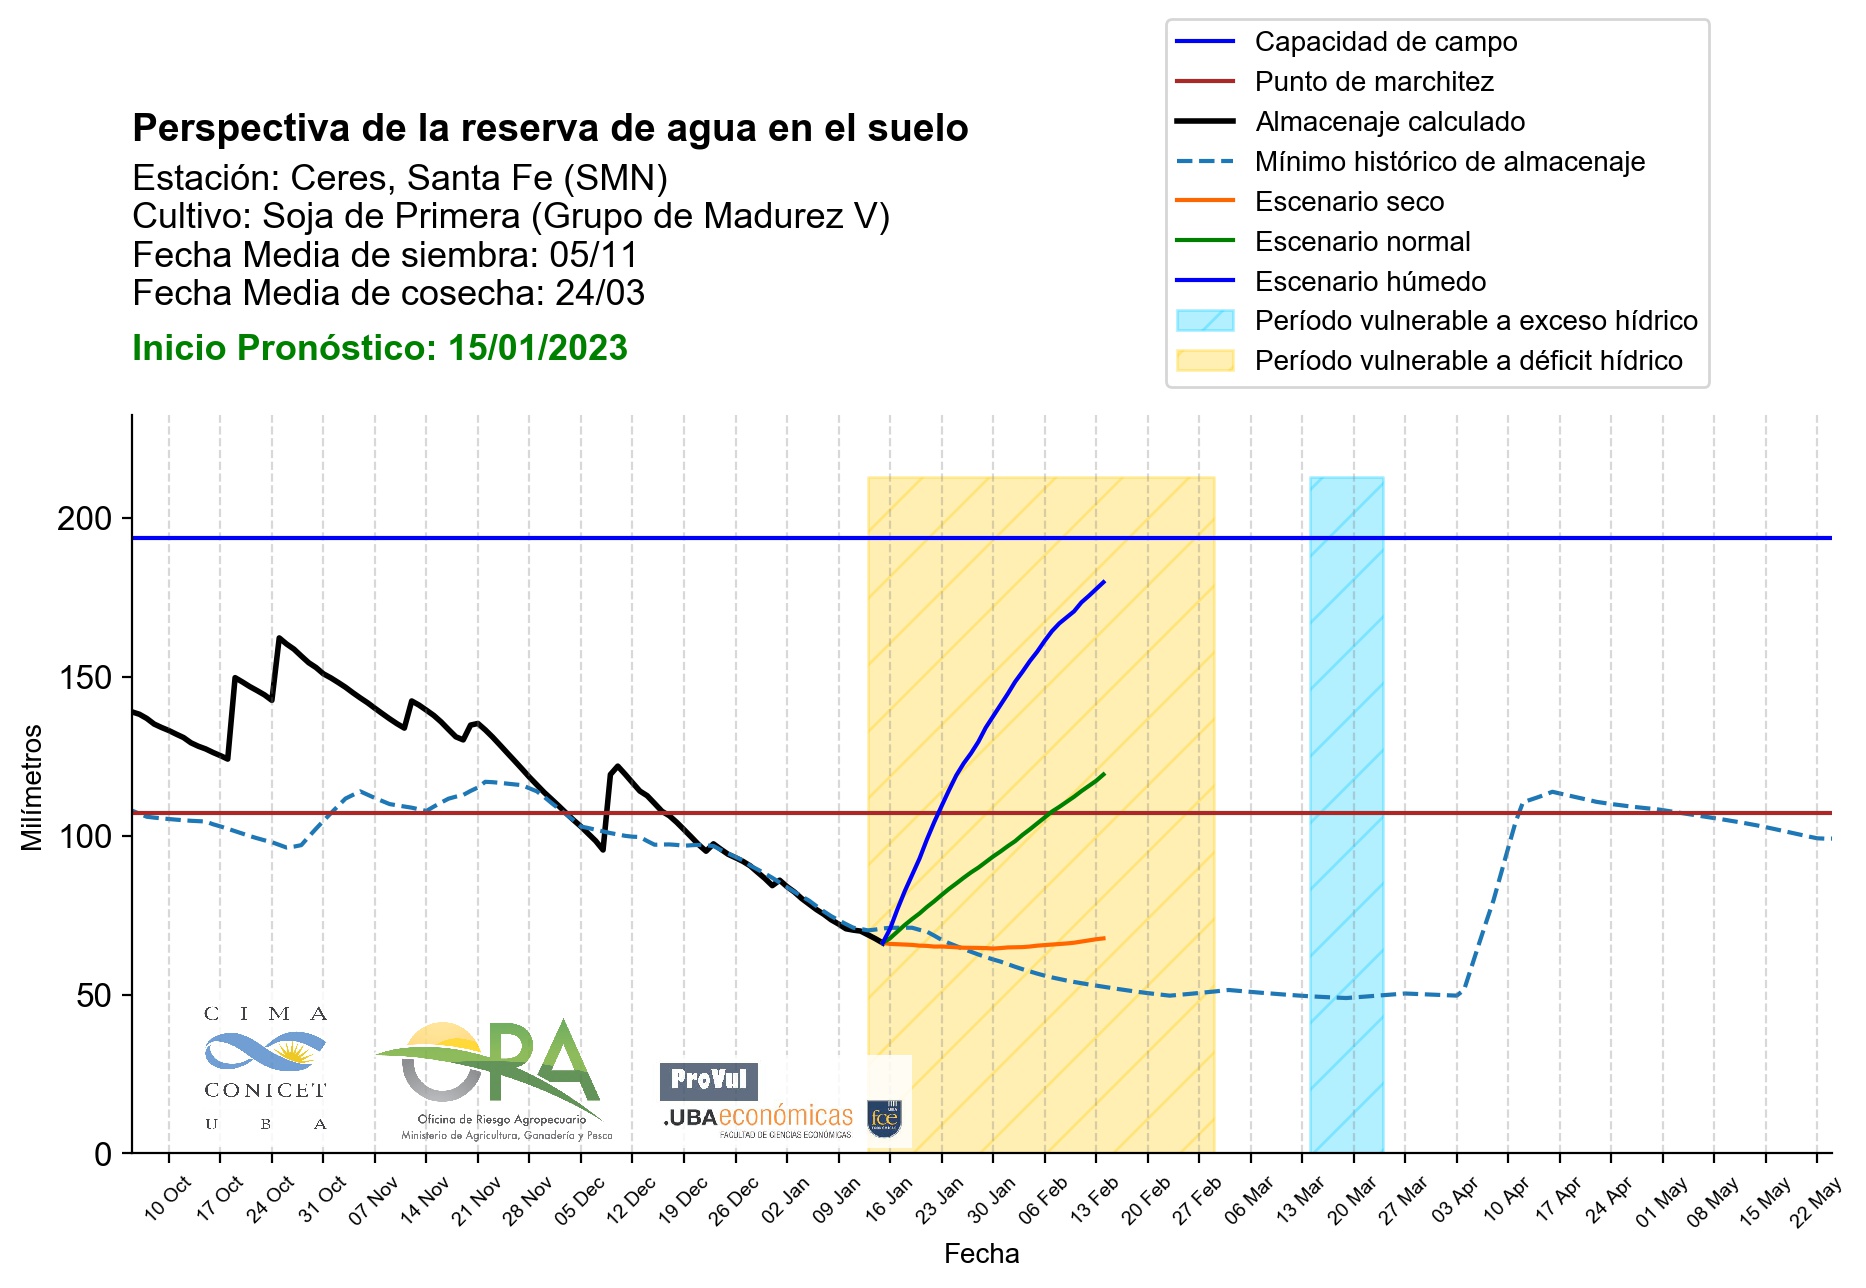 Capacidad de campo
Punto de marchitez
Almacenaje calculado
Mínimo histórico de almacenaje
Escenario seco
Escenario normal
Escenario húmedo
Período vulnerable a exceso hídrico
Período vulnerable a déficit hídrico
Perspectiva de la reserva de agua en el suelo
Estación: Ceres, Santa Fe (SMN)
Cultivo: Soja de Primera (Grupo de Madurez V)
Fecha Media de siembra: 05/11
Fecha Media de cosecha: 24/03
Inicio Pronóstico: 15/01/2023
200
150
100
50
0
Milímetros
CIMA
CONICET
UBA
ORA
Oficina de Riesgo Agropecuario
Ministerio de Agricultura, Ganadería y Pesca
ProVul
.UBAeconómicas
FACULTAD DE CIENCIAS ECONÓMICAS
fce
10 Oct
17 Oct
24 Oct
31 Oct
07 Nov
14 Nov
21 Nov
28 Nov
05 Dec
12 Dec
19 Dec
26 Dec
02 Jan
09 Jan
16 Jan
23 Jan
30 Jan
06 Feb
13 Feb
20 Feb
27 Feb
06 Mar
13 Mar
20 Mar
27 Mar
03 Apr
10 Apr
17 Apr
24 Apr
01 May
08 May
15 May
22 May
Fecha